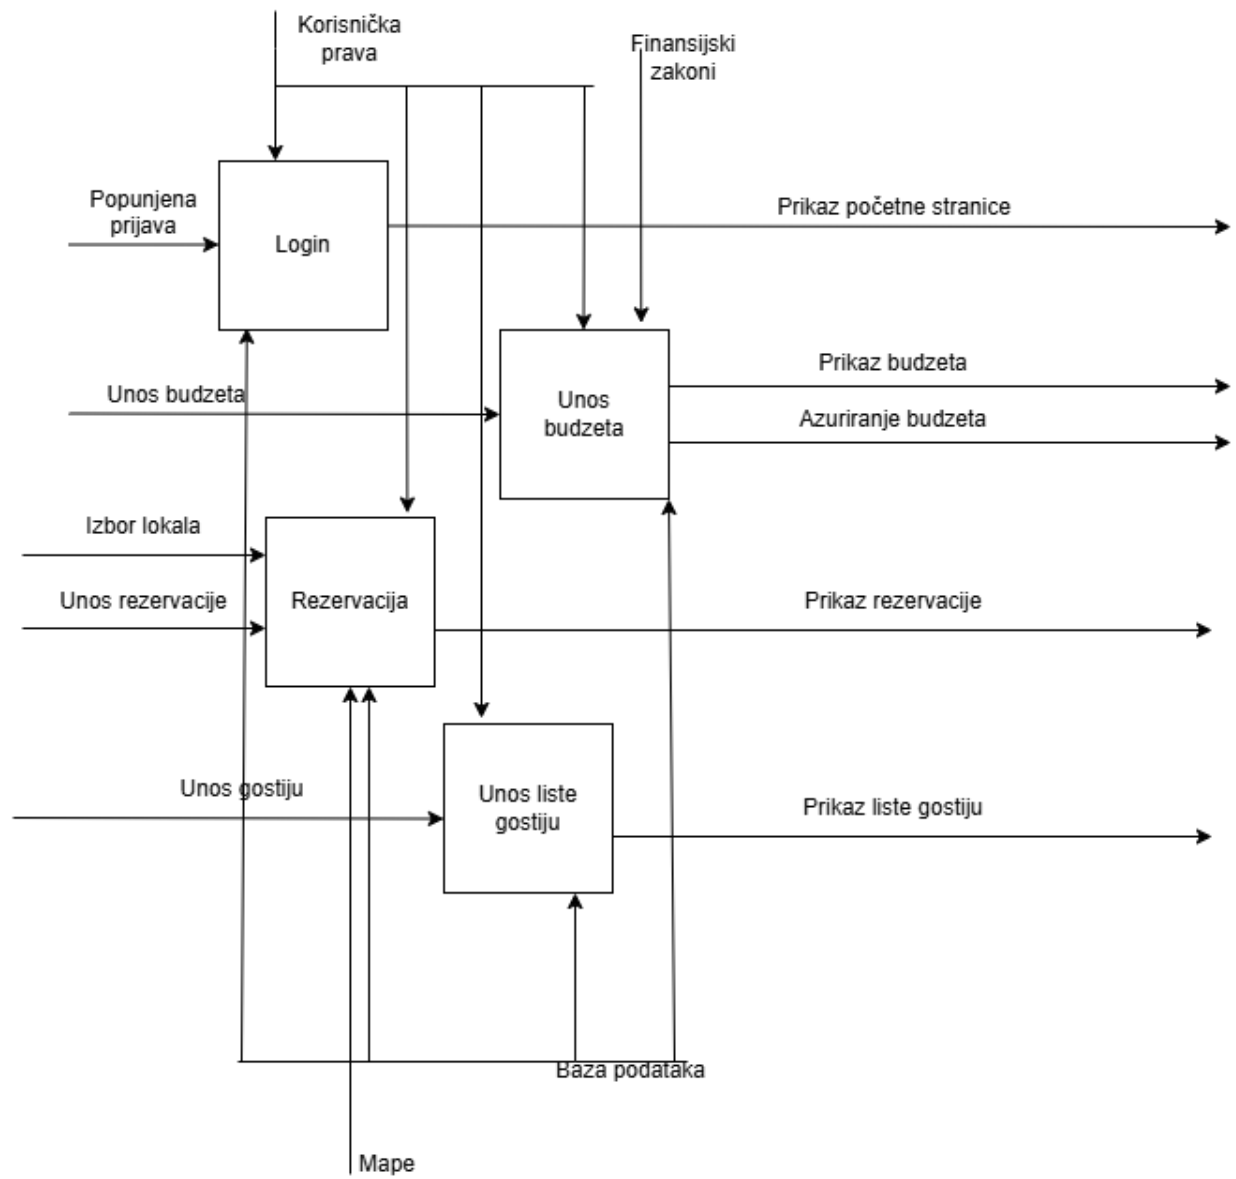 Korisnička
prava
Finansijski
zakoni
Popunjena
prijava
Login
Prikaz početne stranice
Unos budzeta
Unos
budzeta
Prikaz budzeta
Azuriranje budzeta
Izbor lokala
Unos rezervacije
Rezervacija
Prikaz rezervacije
Unos gostiju
Unos liste
gostiju
Prikaz liste gostiju
Baza podataka
Mape